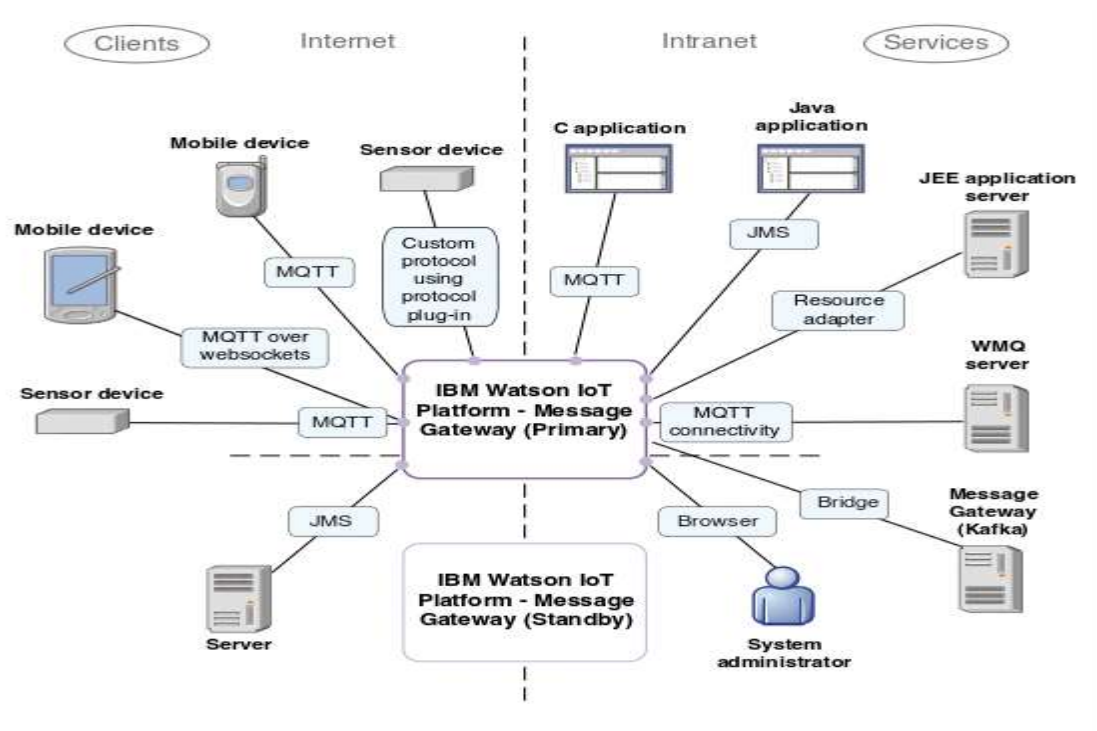 Clients
Internet
Intranet
Services
Mobile device
Sensor device
C application
Java
application
JEE application
server
Mobile device
Custom
protocol
using
protocol
plug-in
MQTT
MQTT
JMS
Resource
adapter
MQTT over
websockets
WMQ
server
Sensor device
MQTT
IBM Watson IoT
Platform - Message
Gateway (Primary)
MQTT
connectivity
JMS
Browser
Bridge
Message
Gateway
(Kafka)
Server
IBM Watson IoT
Platform - Message
Gateway (Standby)
System
administrator